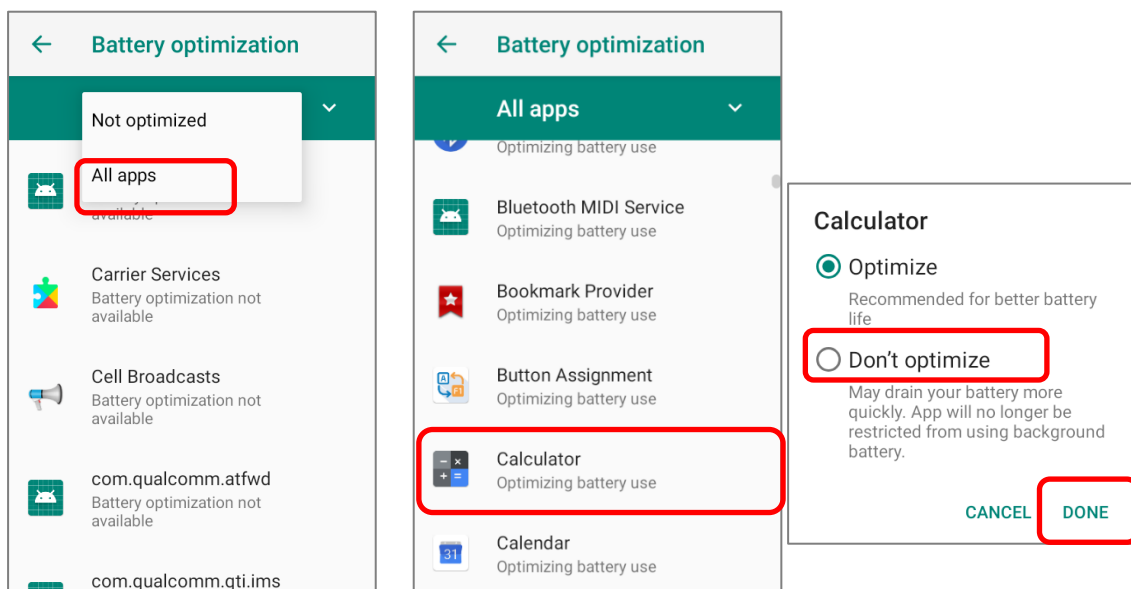 Battery optimization
Not optimized
All apps
available
Carrier Services
Battery optimization not
available
Cell Broadcasts
Battery optimization not
available
com.qualcomm.atfwd
Battery optimization not
available
com.qualcomm.qti.ims
Battery optimization
All apps
Optimizing battery use
Bluetooth MIDI Service
Optimizing battery use
Bookmark Provider
Optimizing battery use
Button Assignment
Optimizing battery use
Calculator
Optimizing battery use
31
Calendar
Optimizing battery use
Calculator
Optimize
Recommended for better battery
life
Don't optimize
May drain your battery more
quickly. App will no longer be
restricted from using background
battery.
CANCEL DONE